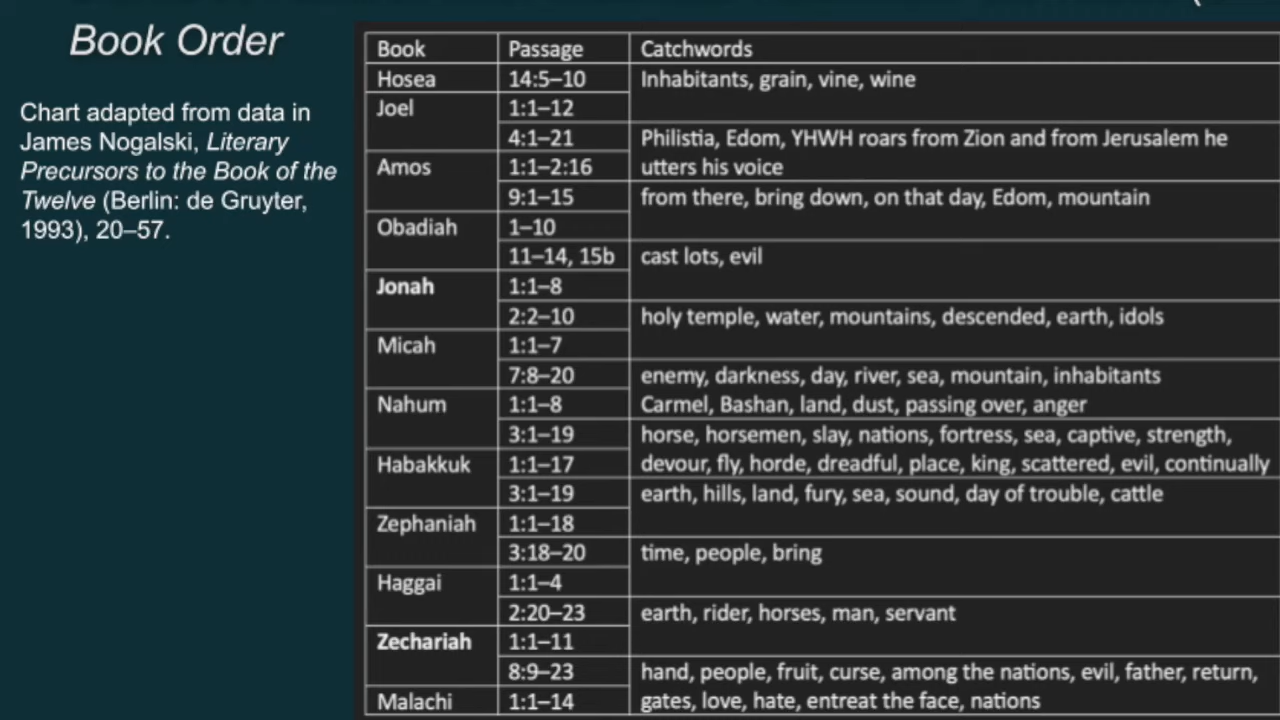 Book Order
Chart adapted from data in
James Nogalski, Literary
Precursors to the Book of the
Twelve (Berlin: de Gruyter,
1993), 20–57.
Book Passage Catchwords
Hosea 14:5–10 Inhabitants, grain, vine, wine
Joel 1:1–12
4:1–21 Philistia, Edom, YHWH roars from Zion and from Jerusalem he
Amos 1:1–2:16 utters his voice
9:1–15 from there, bring down, on that day, Edom, mountain
Obadiah 1–10
11–14, 15b cast lots, evil
Jonah 1:1–8
2:2–10 holy temple, water, mountains, descended, earth, idols
Micah 1:1–7
7:8–20 enemy, darkness, day, river, sea, mountain, inhabitants
Nahum 1:1–8 Carmel, Bashan, land, dust, passing over, anger
3:1–19 horse, horsemen, slay, nations, fortress, sea, captive, strength,
Habakkuk 1:1–17 devour, fly, horde, dreadful, place, king, scattered, evil, continually
3:1–19 earth, hills, land, fury, sea, sound, day of trouble, cattle
Zephaniah 1:1–18
3:18–20 time, people, bring
Haggai 1:1–4
2:20–23 earth, rider, horses, man, servant
Zechariah 1:1–11
8:9–23 hand, people, fruit, curse, among the nations, evil, father, return,
Malachi 1:1–14 gates, love, hate, entreat the face, nations